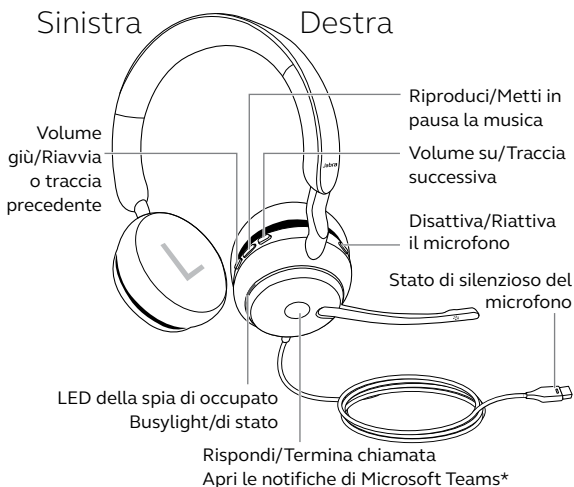 Sinistra
Destra
Riproduci/Metti in
pausa la musica
Volume
giù/Riavvia
o traccia
precedente
Volume su/Traccia
successiva
Jabra
Disattiva/Riattiva
il microfono
L
Stato di silenzioso del
microfono
LED della spia di occupato
Busylight/di stato
Rispondi/Termina chiamata
Apri le notifiche di Microsoft Teams*